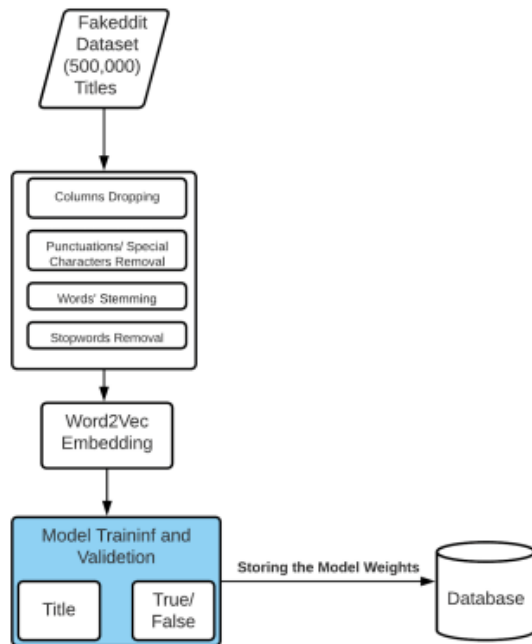 Fakeddit
Dataset
(500,000)
Titles
Columns Dropping
Punctuations/ Special
Characters Removal
Words' Stemming
Stopwords Removal
Word2Vec
Embedding
Model Traininf and
Validetion
Title
True/
False
Storing the Model Weights
Database